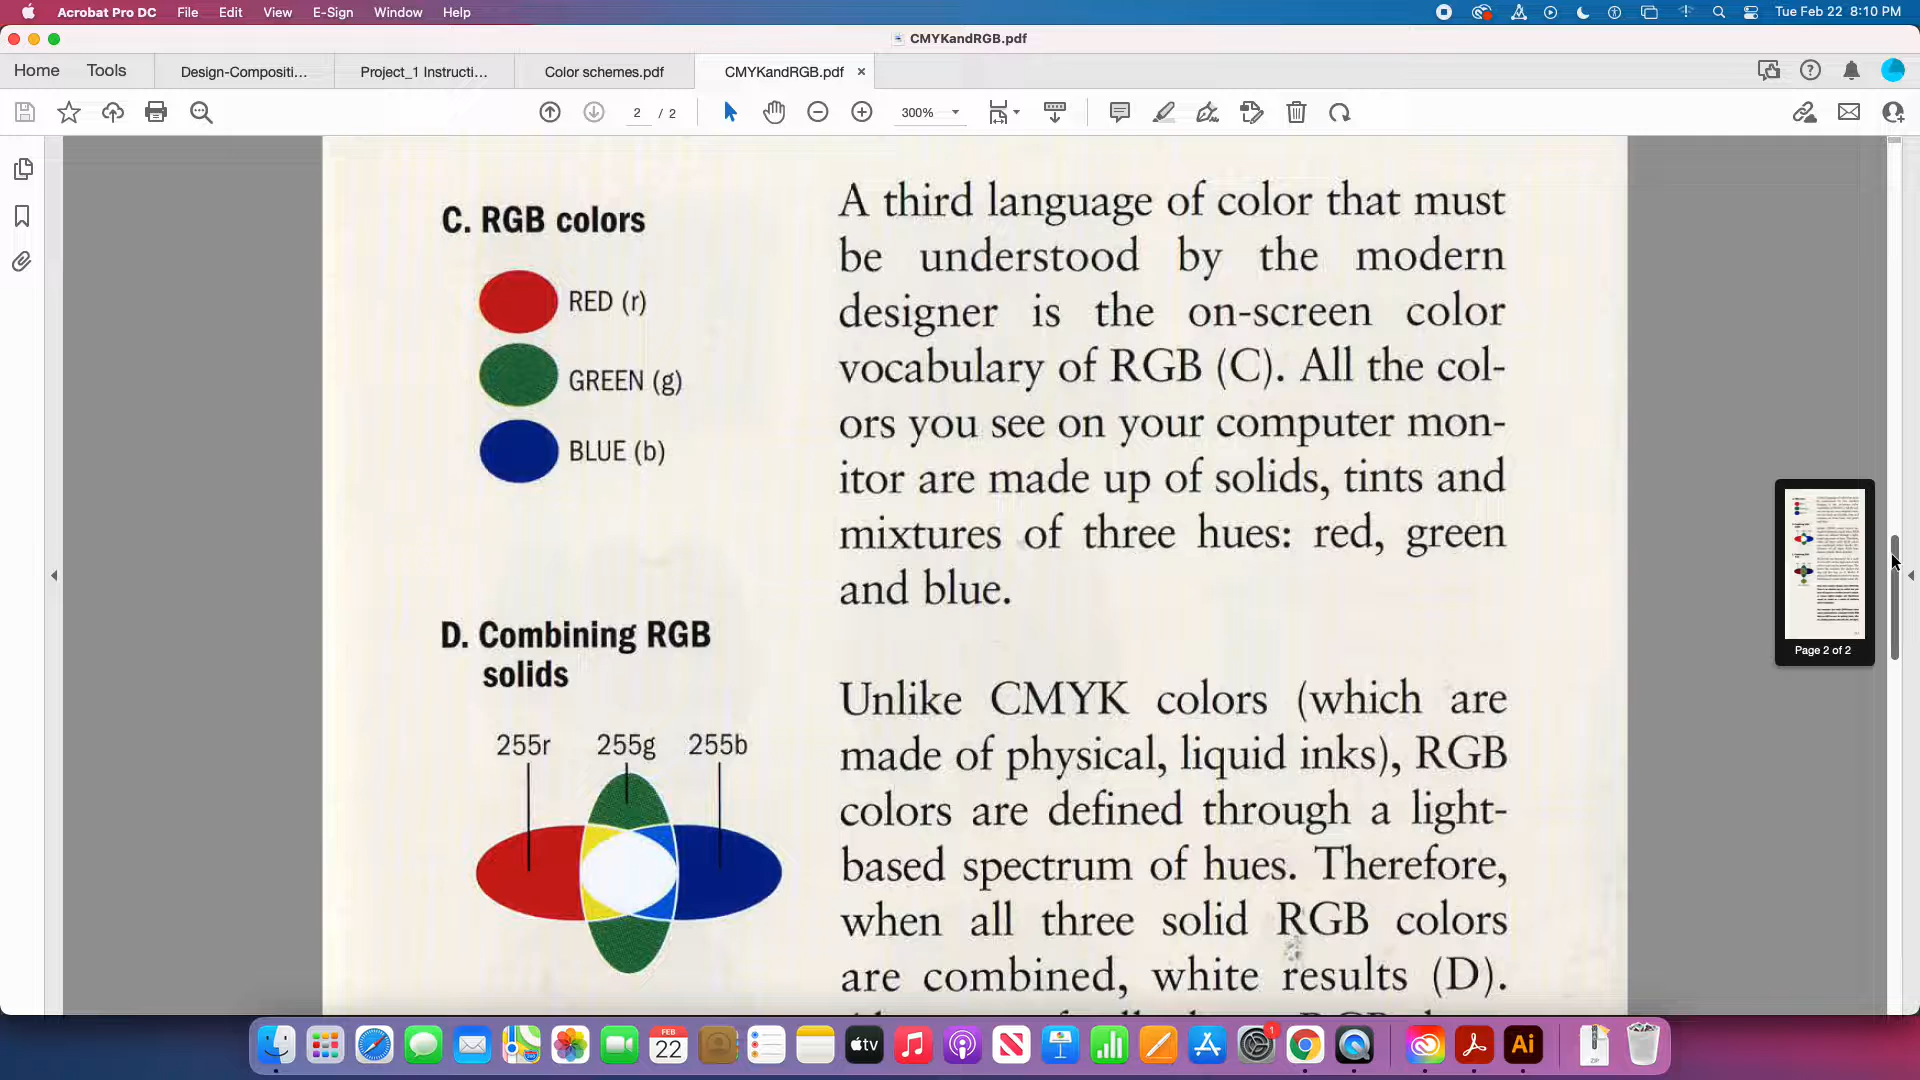 Acrobat Pro DC File Edit View E-Sign Window Help
Tue Feb 22 8:10 PM
CMYKandRGB.pdf
Home Tools
Design-Compositi...
Project_1 Instructi...
Color schemes.pdf
CMYKandRGB.pdf ×
2 / 2
300%
C. RGB colors
RED (r)
GREEN (g)
BLUE (b)
D. Combining RGB
solids
255r 255g 255b
A third language of color that must
be understood by the modern
designer is the on-screen color
vocabulary of RGB (C). All the col-
ors you see on your computer mon-
itor are made up of solids, tints and
mixtures of three hues: red, green
and blue.
Unlike CMYK colors (which are
made of physical, liquid inks), RGB
colors are defined through a light-
based spectrum of hues. Therefore,
when all three solid RGB colors
are combined, white results (D).
Page 2 of 2
FEB
22
tv
1
Ai
ZIP